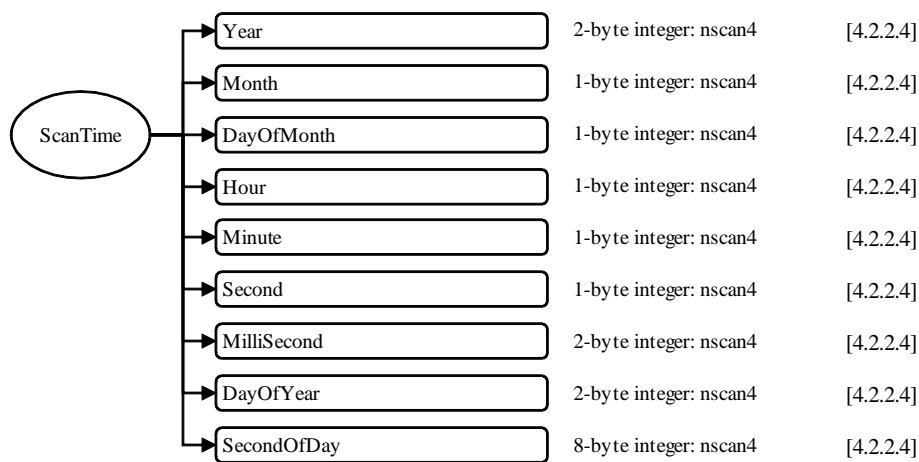 Year 2-byte integer: nscan4 [4.2.2.4]
Month 1-byte integer: nscan4 [4.2.2.4]
ScanTime DayOfMonth 1-byte integer: nscan4 [4.2.2.4]
Hour 1-byte integer: nscan4 [4.2.2.4]
Minute 1-byte integer: nscan4 [4.2.2.4]
Second 1-byte integer: nscan4 [4.2.2.4]
MilliSecond 2-byte integer: nscan4 [4.2.2.4]
DayOfYear 2-byte integer: nscan4 [4.2.2.4]
SecondOfDay 8-byte integer: nscan4 [4.2.2.4]